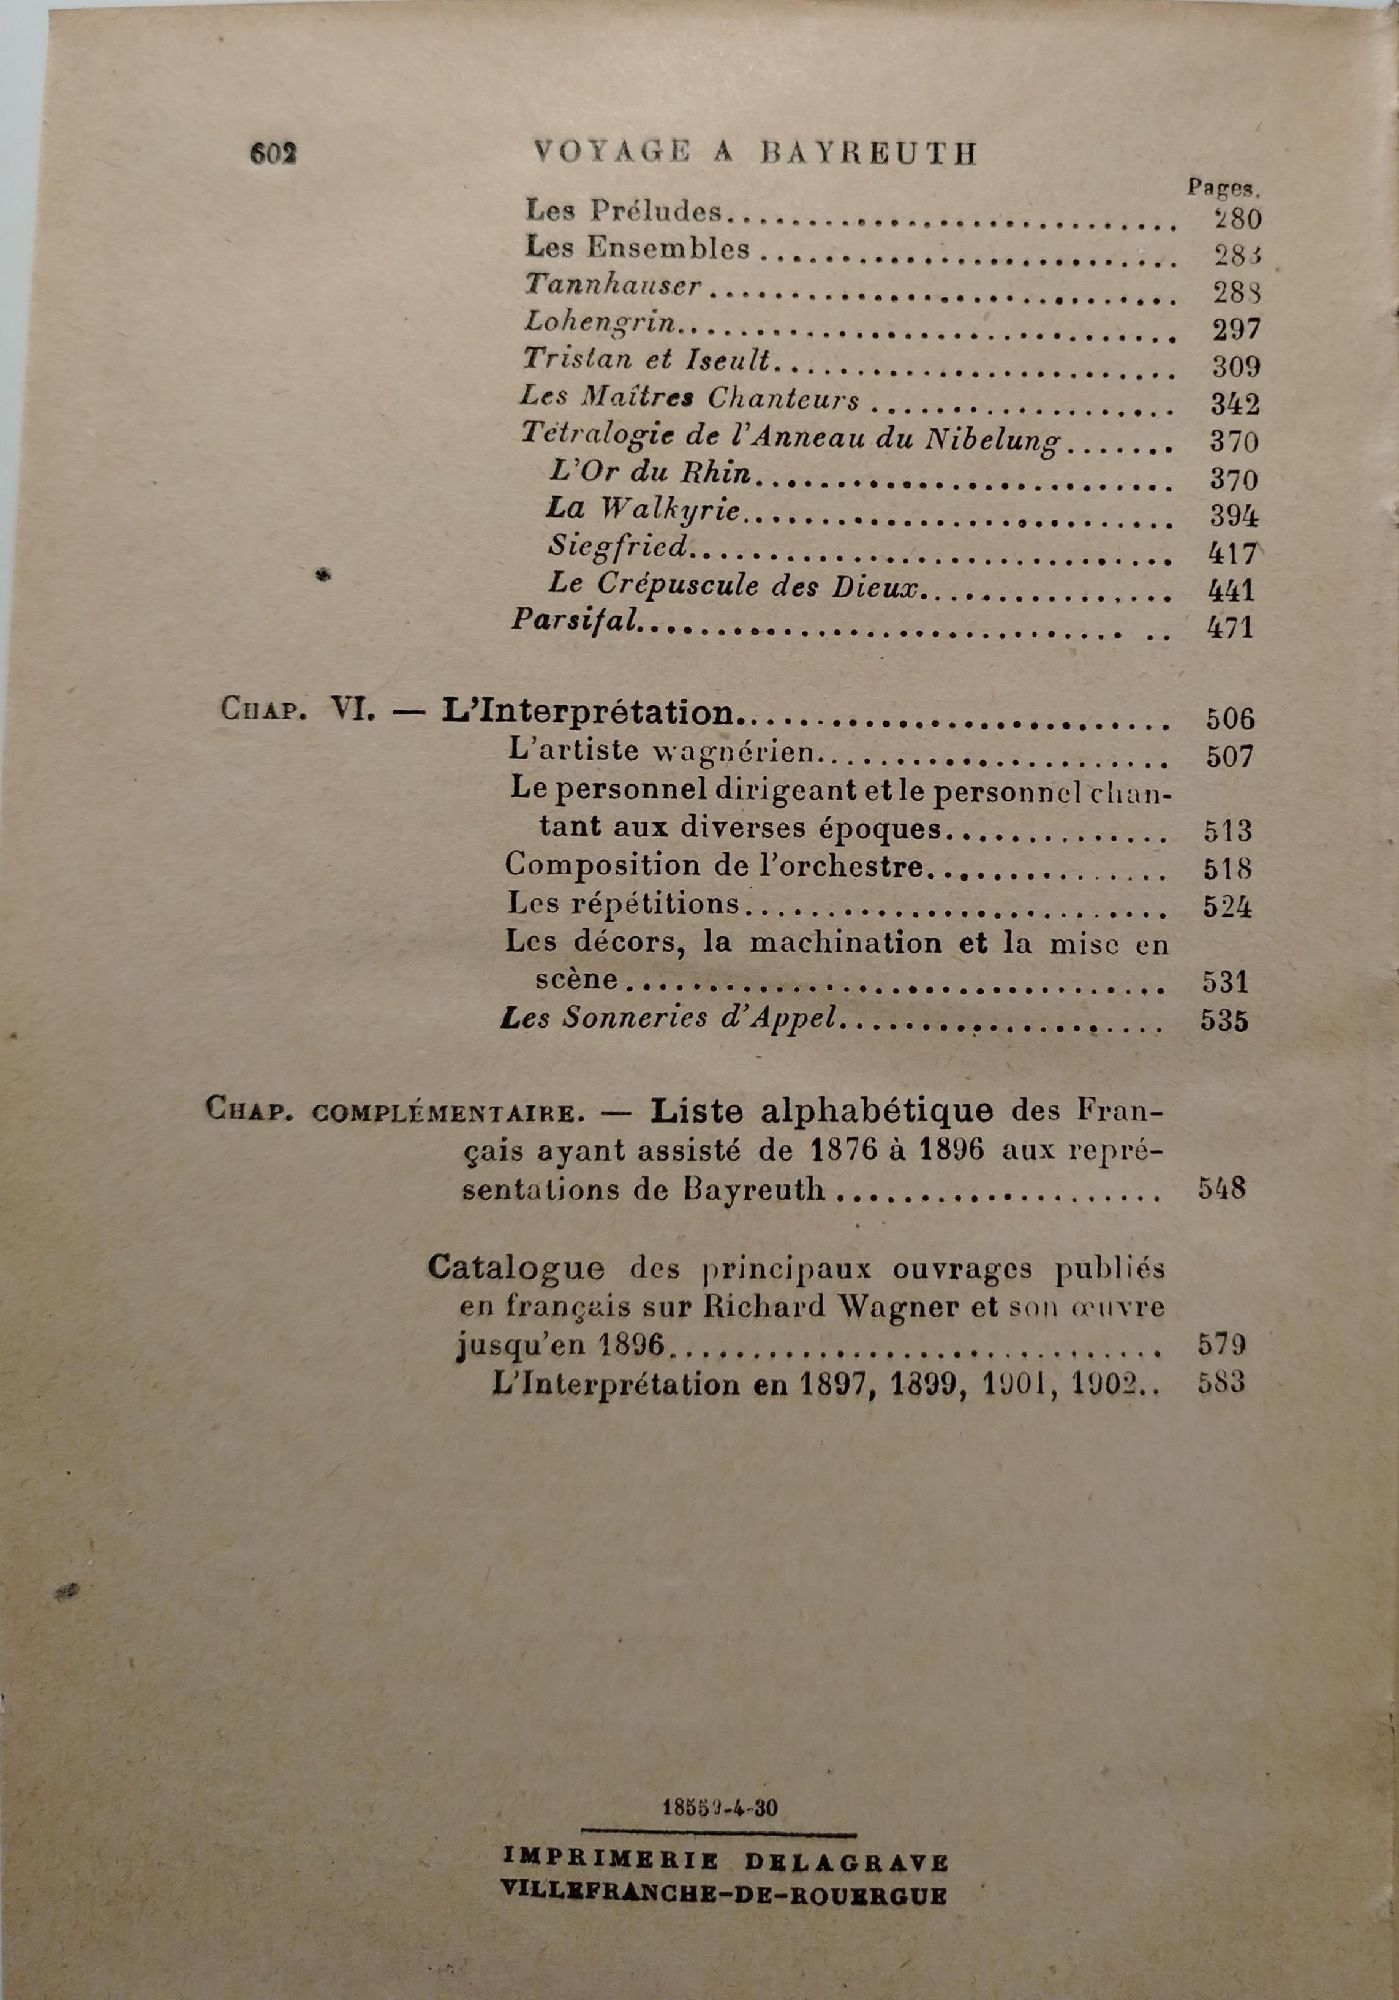 602 VOYAGE A BAYREUTH
Pages.
Les Préludes.............................. 280
Les Ensembles .......................... 283
Tannhauser ............................. 288
Lohengrin............................... 297
Tristan et Iseult......................... 309
Les Maîtres Chanteurs ................... 342
Tétralogie de l'Anneau du Nibelung....... 370
L'Or du Rhin.......................... 370
La Walkyrie........................... 394
Siegfried.............................. 417
Le Crépuscule des Dieux................ 441
Parsifal.............................. .. 471
CHAP. VI. — L'Interprétation........................... 506
L'artiste wagnérien...................... 507
Le personnel dirigeant et le personnel chan-
tant aux diverses époques.............. 513
Composition de l'orchestre............... 518
Les répétitions.......................... 524
Les décors, la machination et la mise en
scène................................. 531
Les Sonneries d'Appel.................... 535
CHAP. COMPLÉMENTAIRE. — Liste alphabétique des Fran-
çais ayant assisté de 1876 à 1896 aux repré-
sentations de Bayreuth .................... 548
Catalogue des principaux ouvrages publiés
en français sur Richard Wagner et son œuvre
jusqu'en 1896.............................. 579
L'Interprétation en 1897, 1899, 1901, 1902.. 583
18559-4-30
IMPRIMERIE DELAGRAVE
VILLEFRANCHE-DE-ROUERGUE